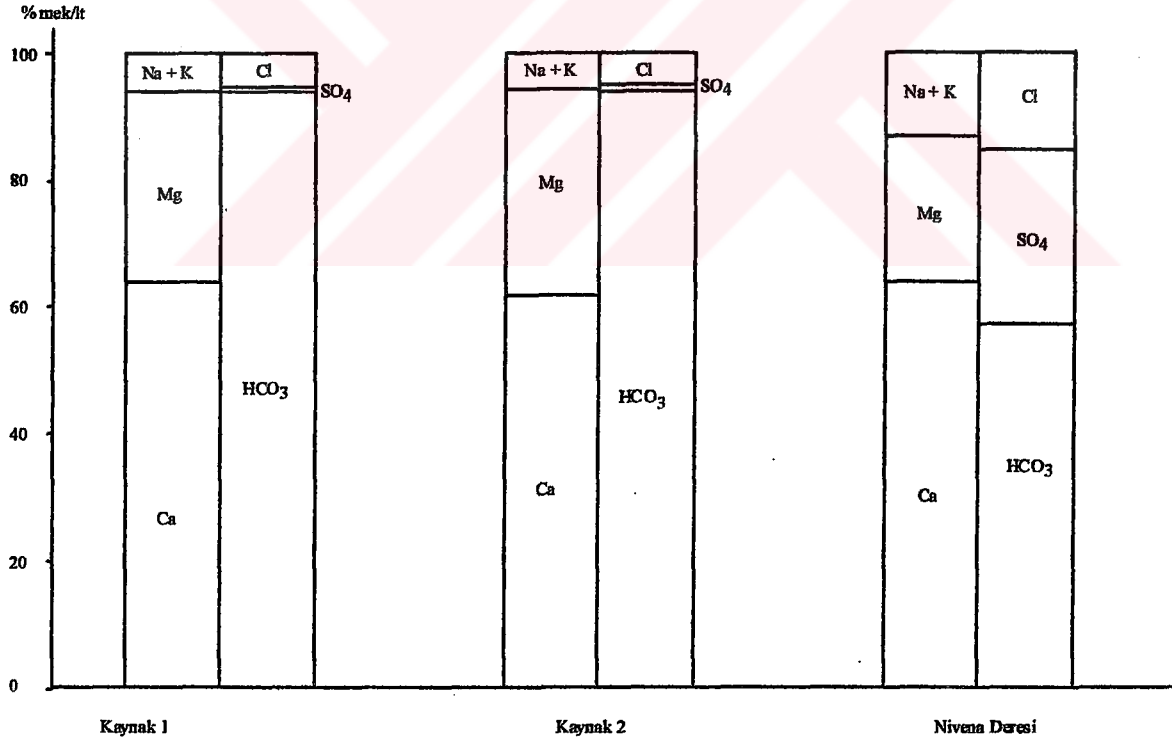 % mek/lt
100
80
60
40
20
0
Na + K
Cl
SO4
Mg
HCO3
Ca
Na + K
Cl
SO4
Mg
HCO3
Ca
Na + K
Cl
Mg
SO4
HCO3
Ca
Kaynak 1
Kaynak 2
Nivena Deresi